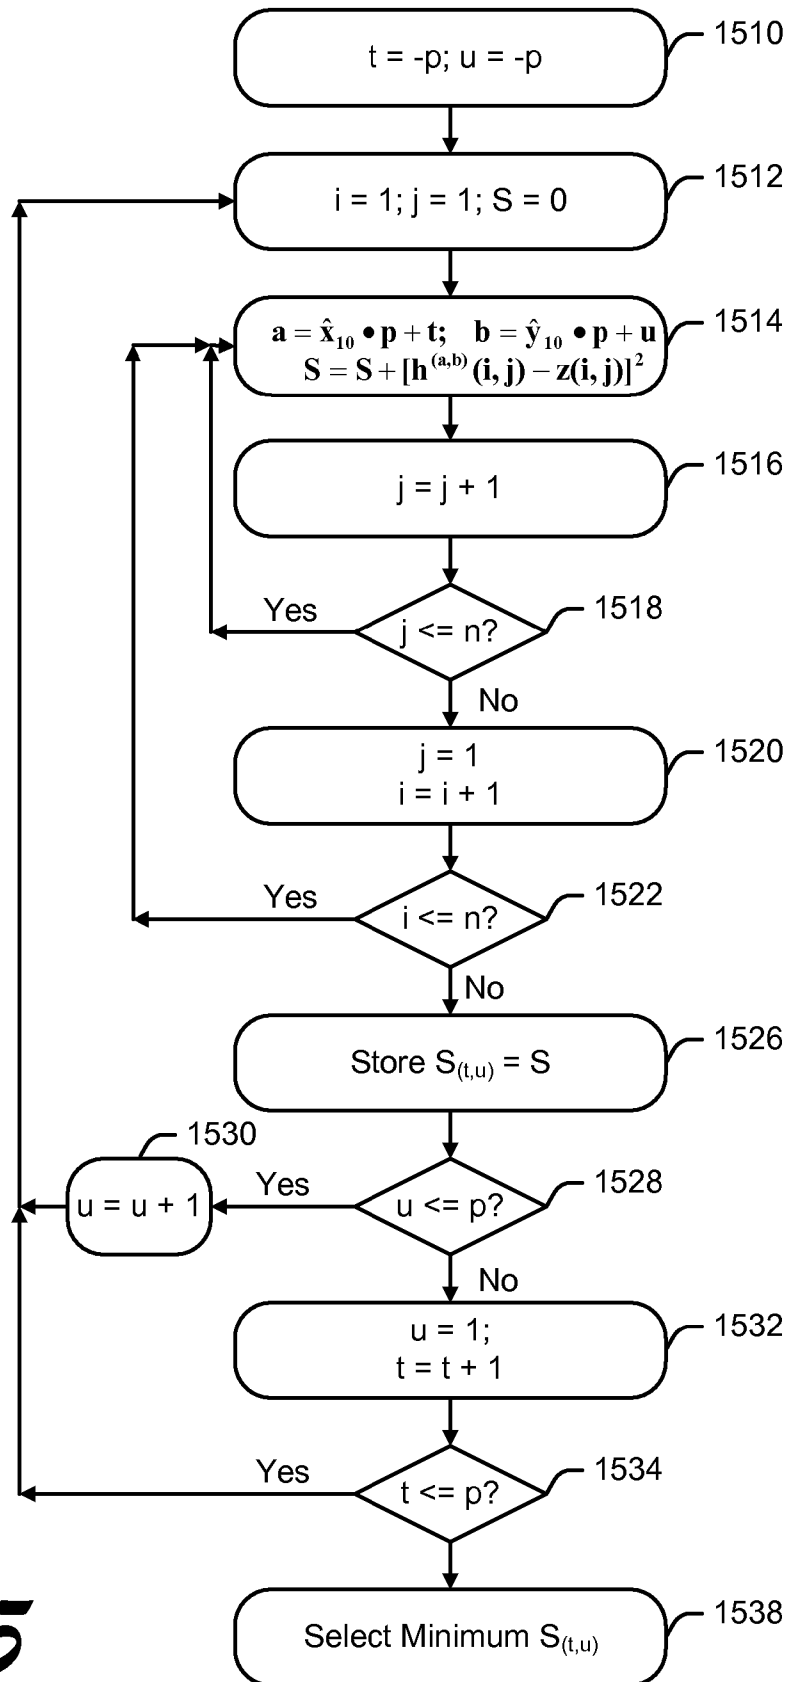 t = -p; u = -p
1510
i = 1; j = 1; S = 0
1512
a = x̂₁₀ • p + t; b = ŷ₁₀ • p + u
S = S + [h⁽ᵃ,ᵇ⁾(i, j) – z(i, j)]²
1514
j = j + 1
1516
j <= n?
1518
Yes
No
j = 1
i = i + 1
1520
i <= n?
1522
Yes
No
Store S(t,u) = S
1526
u <= p?
1528
Yes
u = u + 1
1530
No
u = 1;
t = t + 1
1532
t <= p?
1534
Yes
Select Minimum S(t,u)
1538